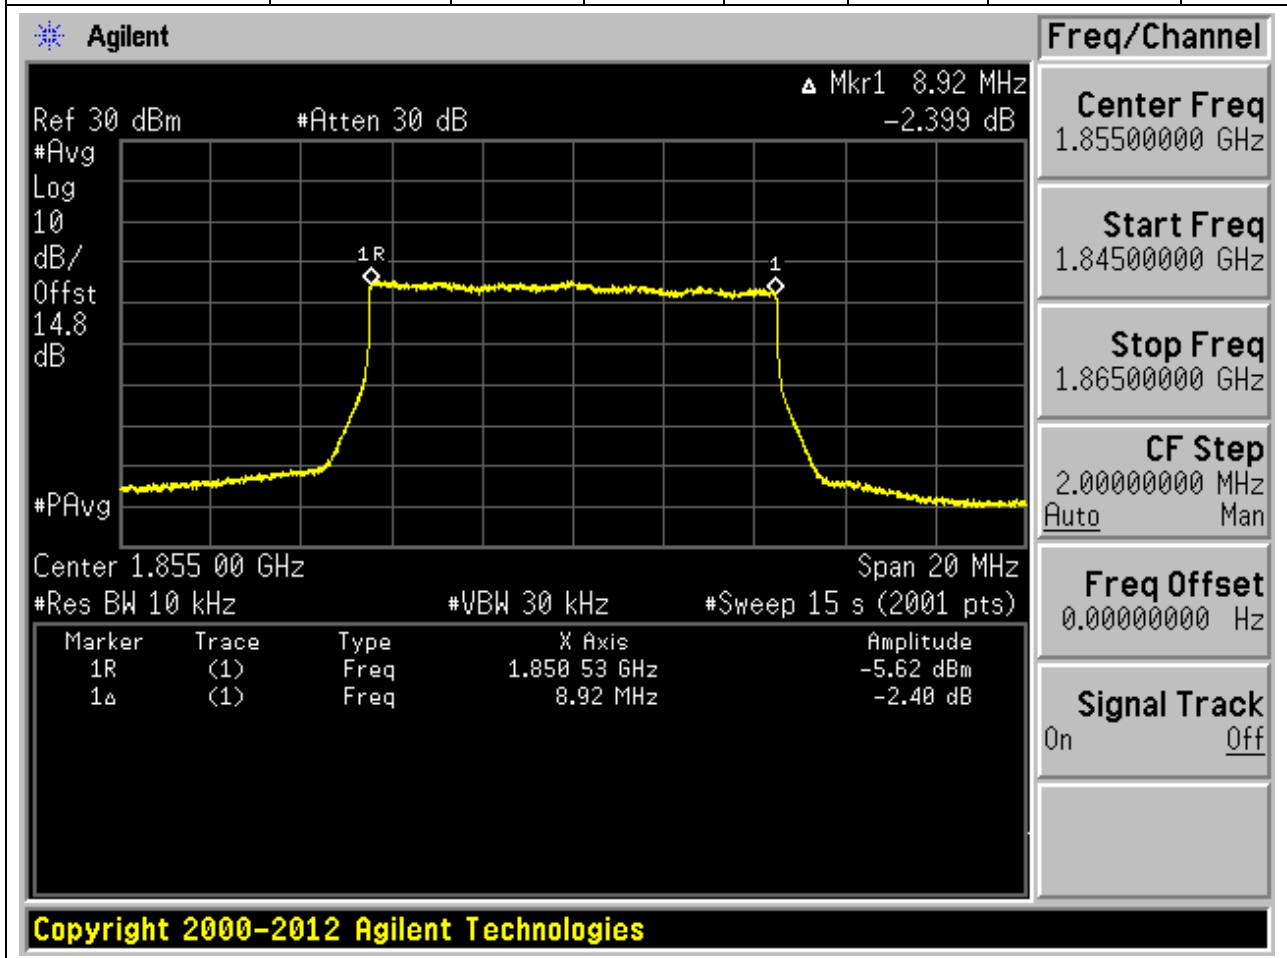 Agilent
Freq/Channel
Δ Mkr1 8.92 MHz
Ref 30 dBm #Atten 30 dB -2.399 dB
#Avg
Log
10
dB/
Offst
14.8
dB
#PAvg
1R
1
Center 1.855 00 GHz Span 20 MHz
#Res BW 10 kHz #VBW 30 kHz #Sweep 15 s (2001 pts)
Marker Trace Type X Axis Amplitude
1R (1) Freq 1.850 53 GHz -5.62 dBm
1Δ (1) Freq 8.92 MHz -2.40 dB
Center Freq
1.85500000 GHz
Start Freq
1.84500000 GHz
Stop Freq
1.86500000 GHz
CF Step
2.00000000 MHz
Auto Man
Freq Offset
0.00000000 Hz
Signal Track
On Off
Copyright 2000-2012 Agilent Technologies